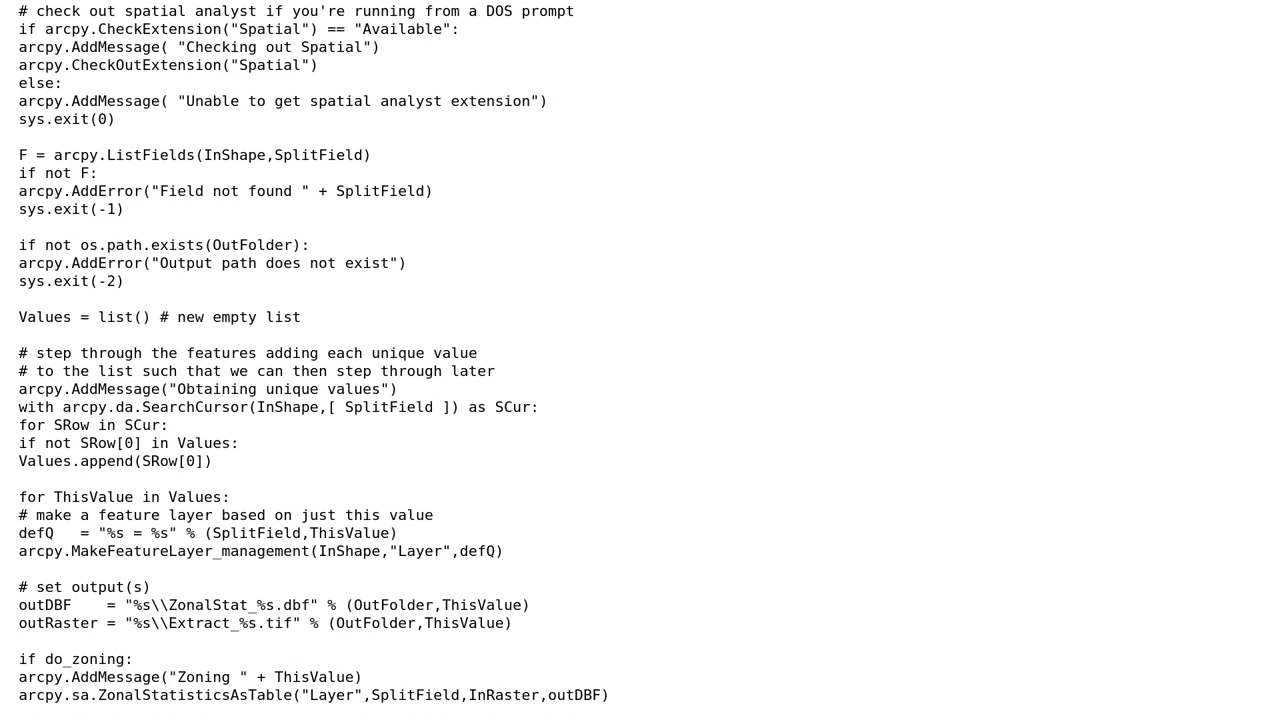 # check out spatial analyst if you're running from a DOS prompt
if arcpy.CheckExtension("Spatial") == "Available":
arcpy.AddMessage( "Checking out Spatial")
arcpy.CheckOutExtension("Spatial")
else:
arcpy.AddMessage( "Unable to get spatial analyst extension")
sys.exit(0)

F = arcpy.ListFields(InShape,SplitField)
if not F:
arcpy.AddError("Field not found " + SplitField)
sys.exit(-1)

if not os.path.exists(OutFolder):
arcpy.AddError("Output path does not exist")
sys.exit(-2)

Values = list() # new empty list

# step through the features adding each unique value
# to the list such that we can then step through later
arcpy.AddMessage("Obtaining unique values")
with arcpy.da.SearchCursor(InShape,[ SplitField ]) as SCur:
for SRow in SCur:
if not SRow[0] in Values:
Values.append(SRow[0])

for ThisValue in Values:
# make a feature layer based on just this value
defQ   = "%s = %s" % (SplitField,ThisValue)
arcpy.MakeFeatureLayer_management(InShape,"Layer",defQ)

# set output(s)
outDBF    = "%s\\ZonalStat_%s.dbf" % (OutFolder,ThisValue)
outRaster = "%s\\Extract_%s.tif" % (OutFolder,ThisValue)

if do_zoning:
arcpy.AddMessage("Zoning " + ThisValue)
arcpy.sa.ZonalStatisticsAsTable("Layer",SplitField,InRaster,outDBF)